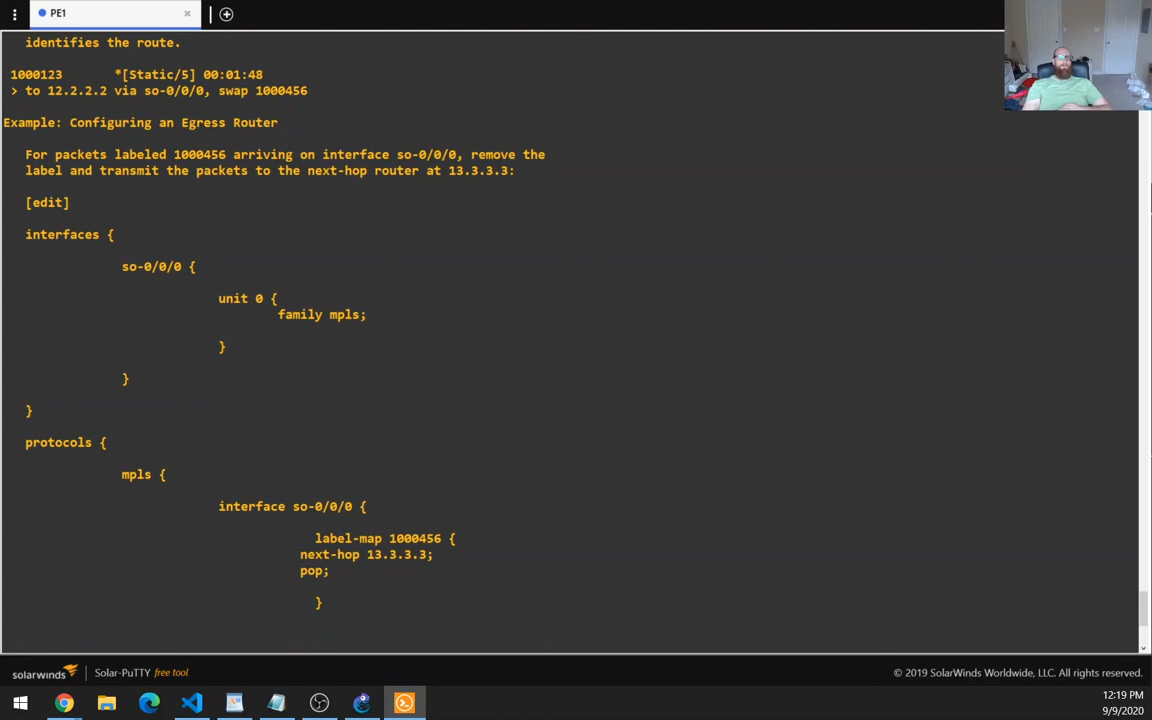 PE1
identifies the route.
1000123 *[Static/5] 00:01:48
> to 12.2.2.2 via so-0/0/0, swap 1000456
Example: Configuring an Egress Router
For packets labeled 1000456 arriving on interface so-0/0/0, remove the
label and transmit the packets to the next-hop router at 13.3.3.3:
[edit]
interfaces {
so-0/0/0 {
unit 0 {
family mpls;
}
}
}
protocols {
mpls {
interface so-0/0/0 {
label-map 1000456 {
next-hop 13.3.3.3;
pop;
}
solarwinds | Solar-PuTTY free tool
© 2019 SolarWinds Worldwide, LLC. All rights reserved.
12:19 PM
9/9/2020